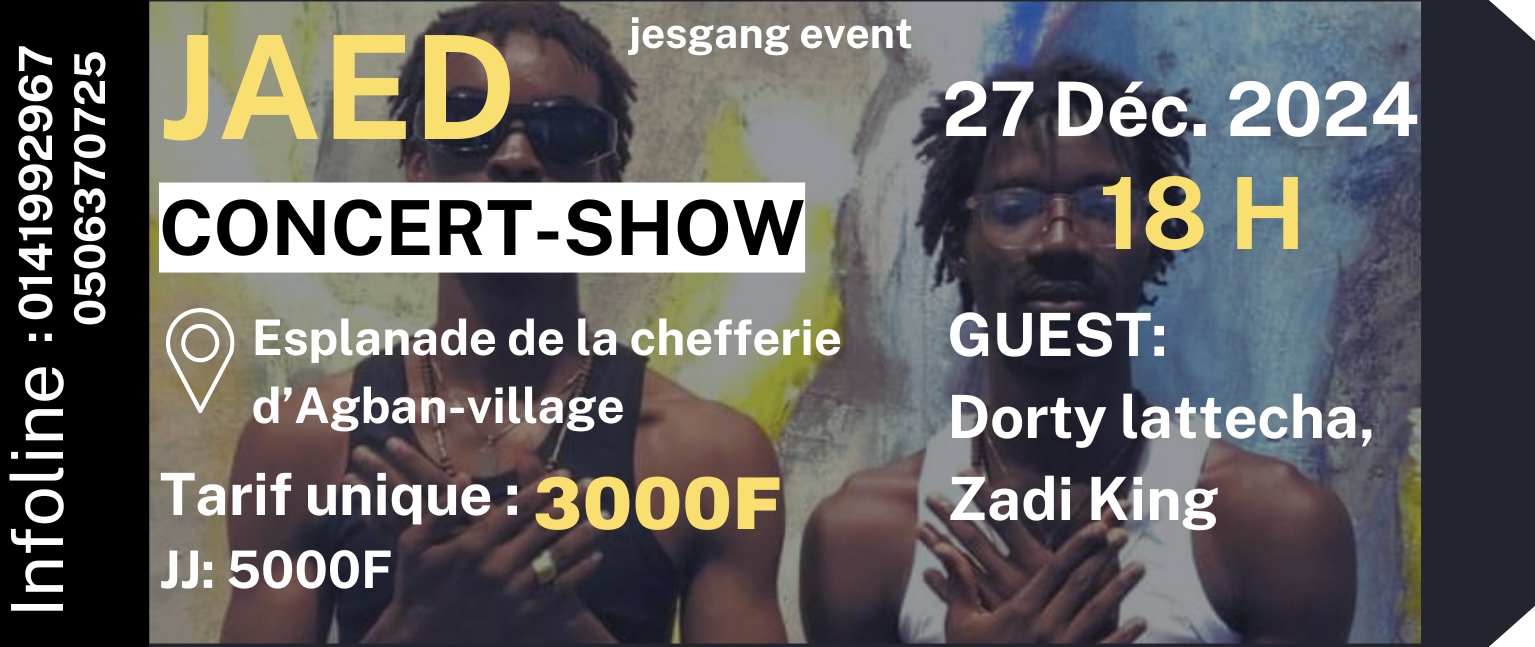 Infoline : 0141992967
0506370725
jesgang event
JAED
CONCERT-SHOW
Esplanade de la chefferie
d’Agban-village
Tarif unique : 3000F
JJ: 5000F
27 Déc. 2024
18 H
GUEST:
Dorty lattecha,
Zadi King